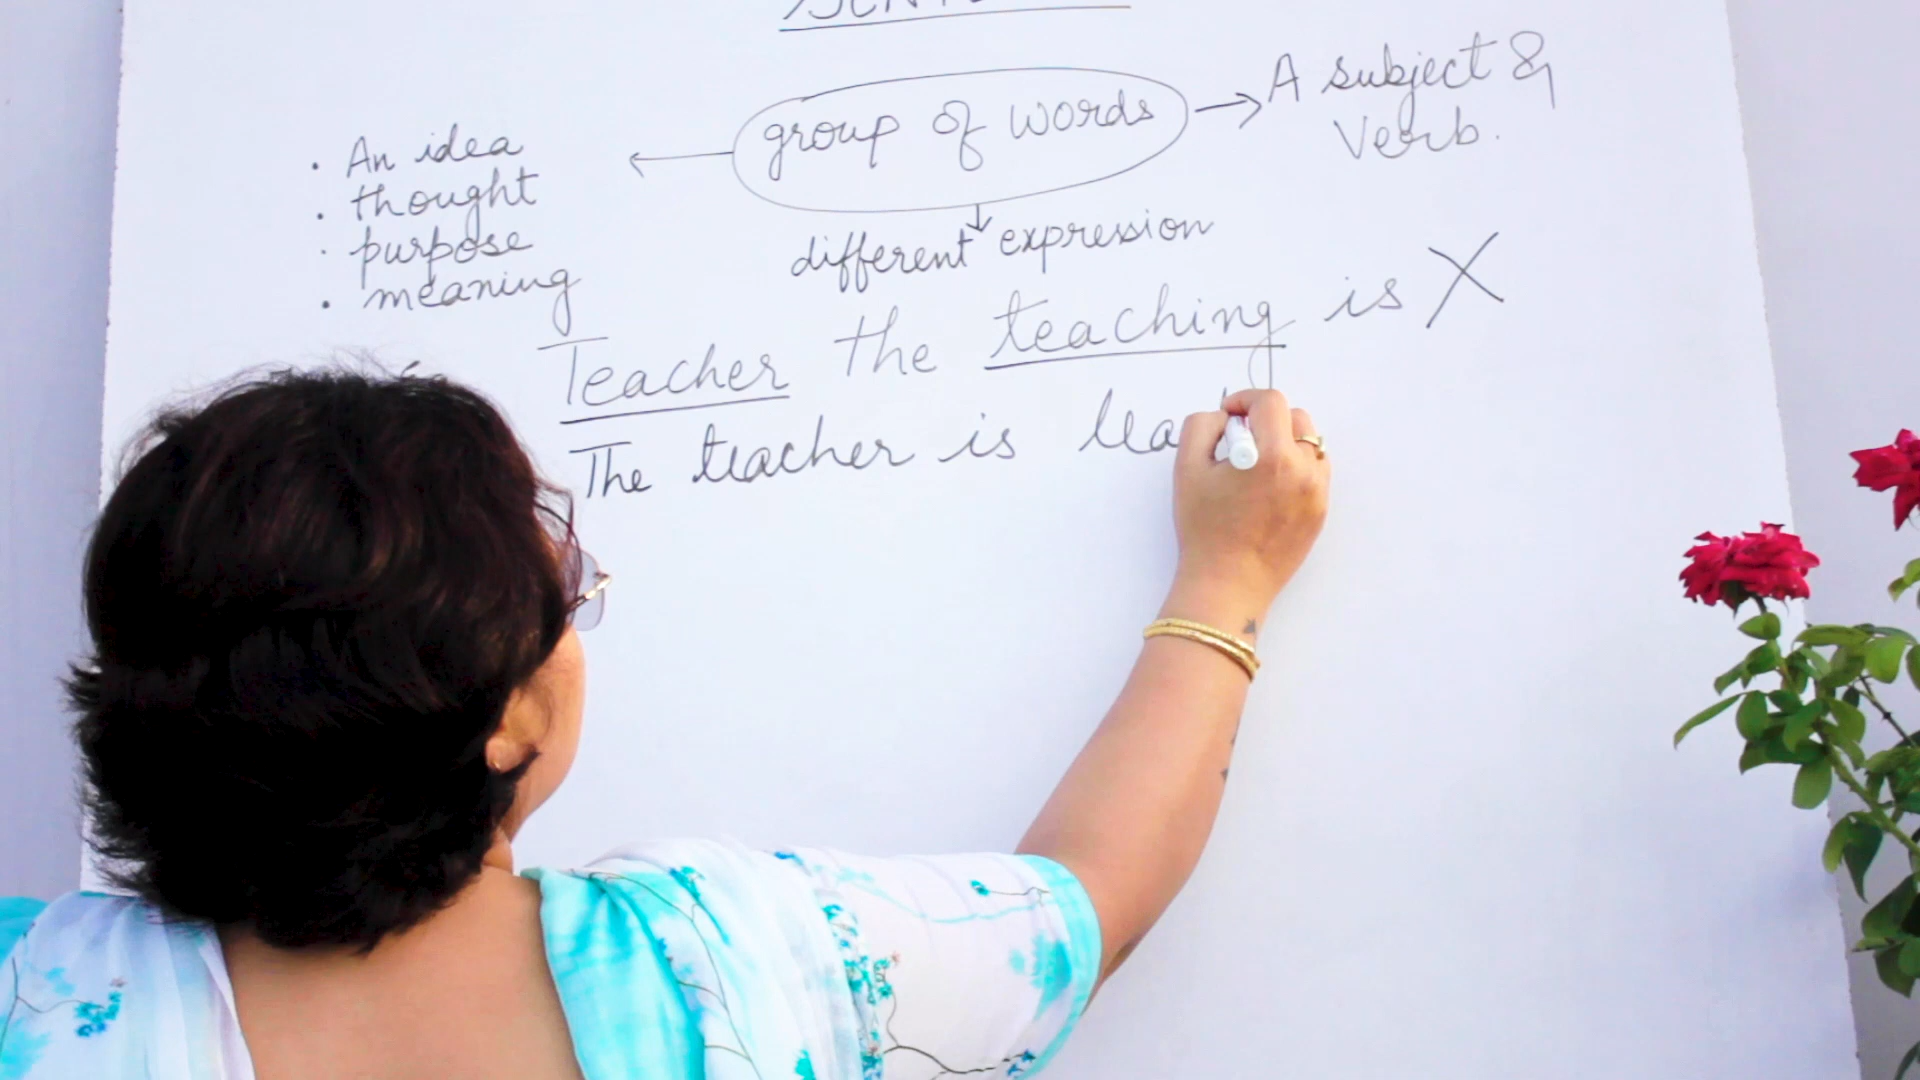 group of words
A subject &
Verb.
. An idea
. thought
. purpose
. meaning
different expression
Teacher the teaching is X
The teacher is